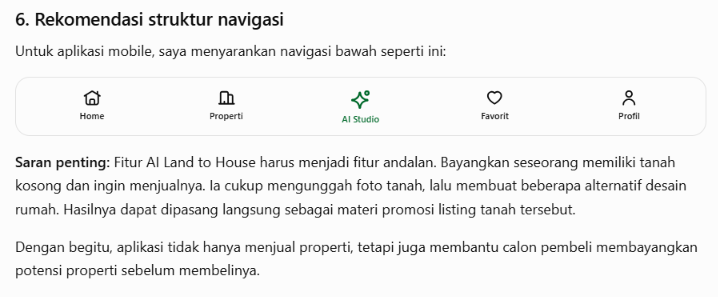 6. Rekomendasi struktur navigasi
Untuk aplikasi mobile, saya menyarankan navigasi bawah seperti ini:
Home
Properti
AI Studio
Favorit
Profil
Saran penting: Fitur AI Land to House harus menjadi fitur andalan. Bayangkan seseorang memiliki tanah
kosong dan ingin menjualnya. Ia cukup mengunggah foto tanah, lalu membuat beberapa alternatif desain
rumah. Hasilnya dapat dipasang langsung sebagai materi promosi listing tanah tersebut.
Dengan begitu, aplikasi tidak hanya menjual properti, tetapi juga membantu calon pembeli membayangkan
potensi properti sebelum membelinya.